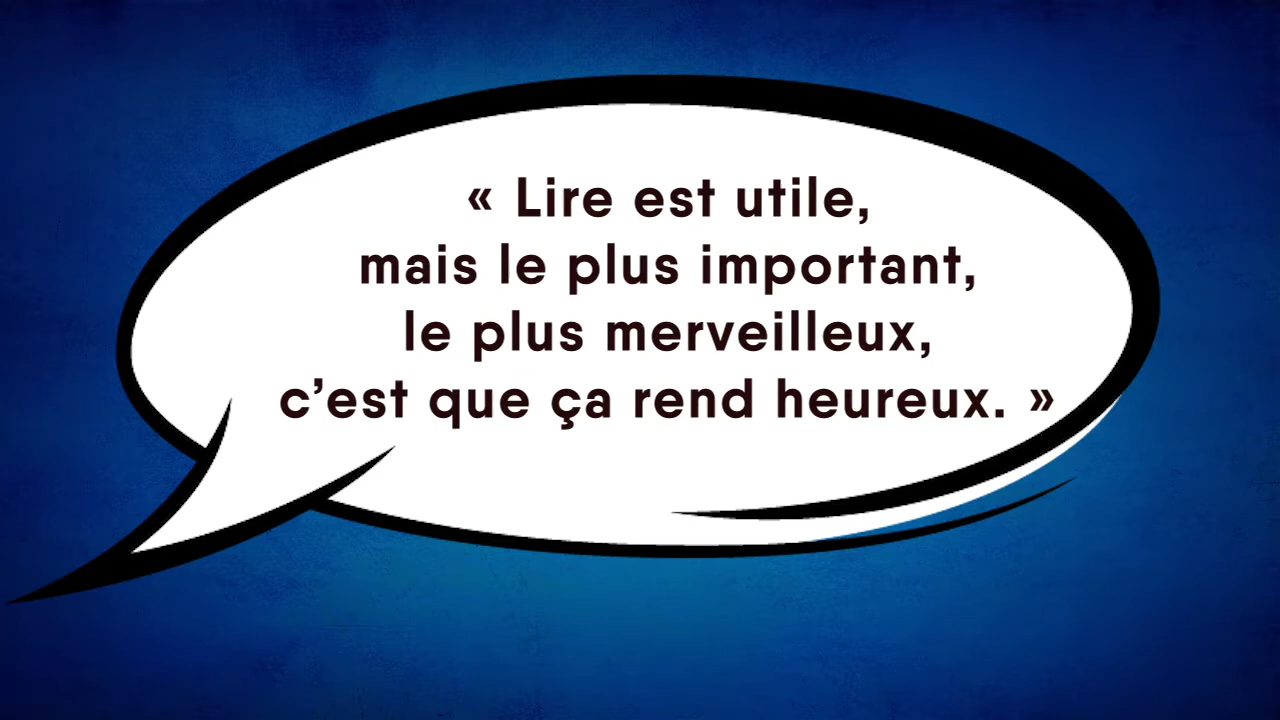 « Lire est utile,
mais le plus important,
le plus merveilleux,
c’est que ça rend heureux. »